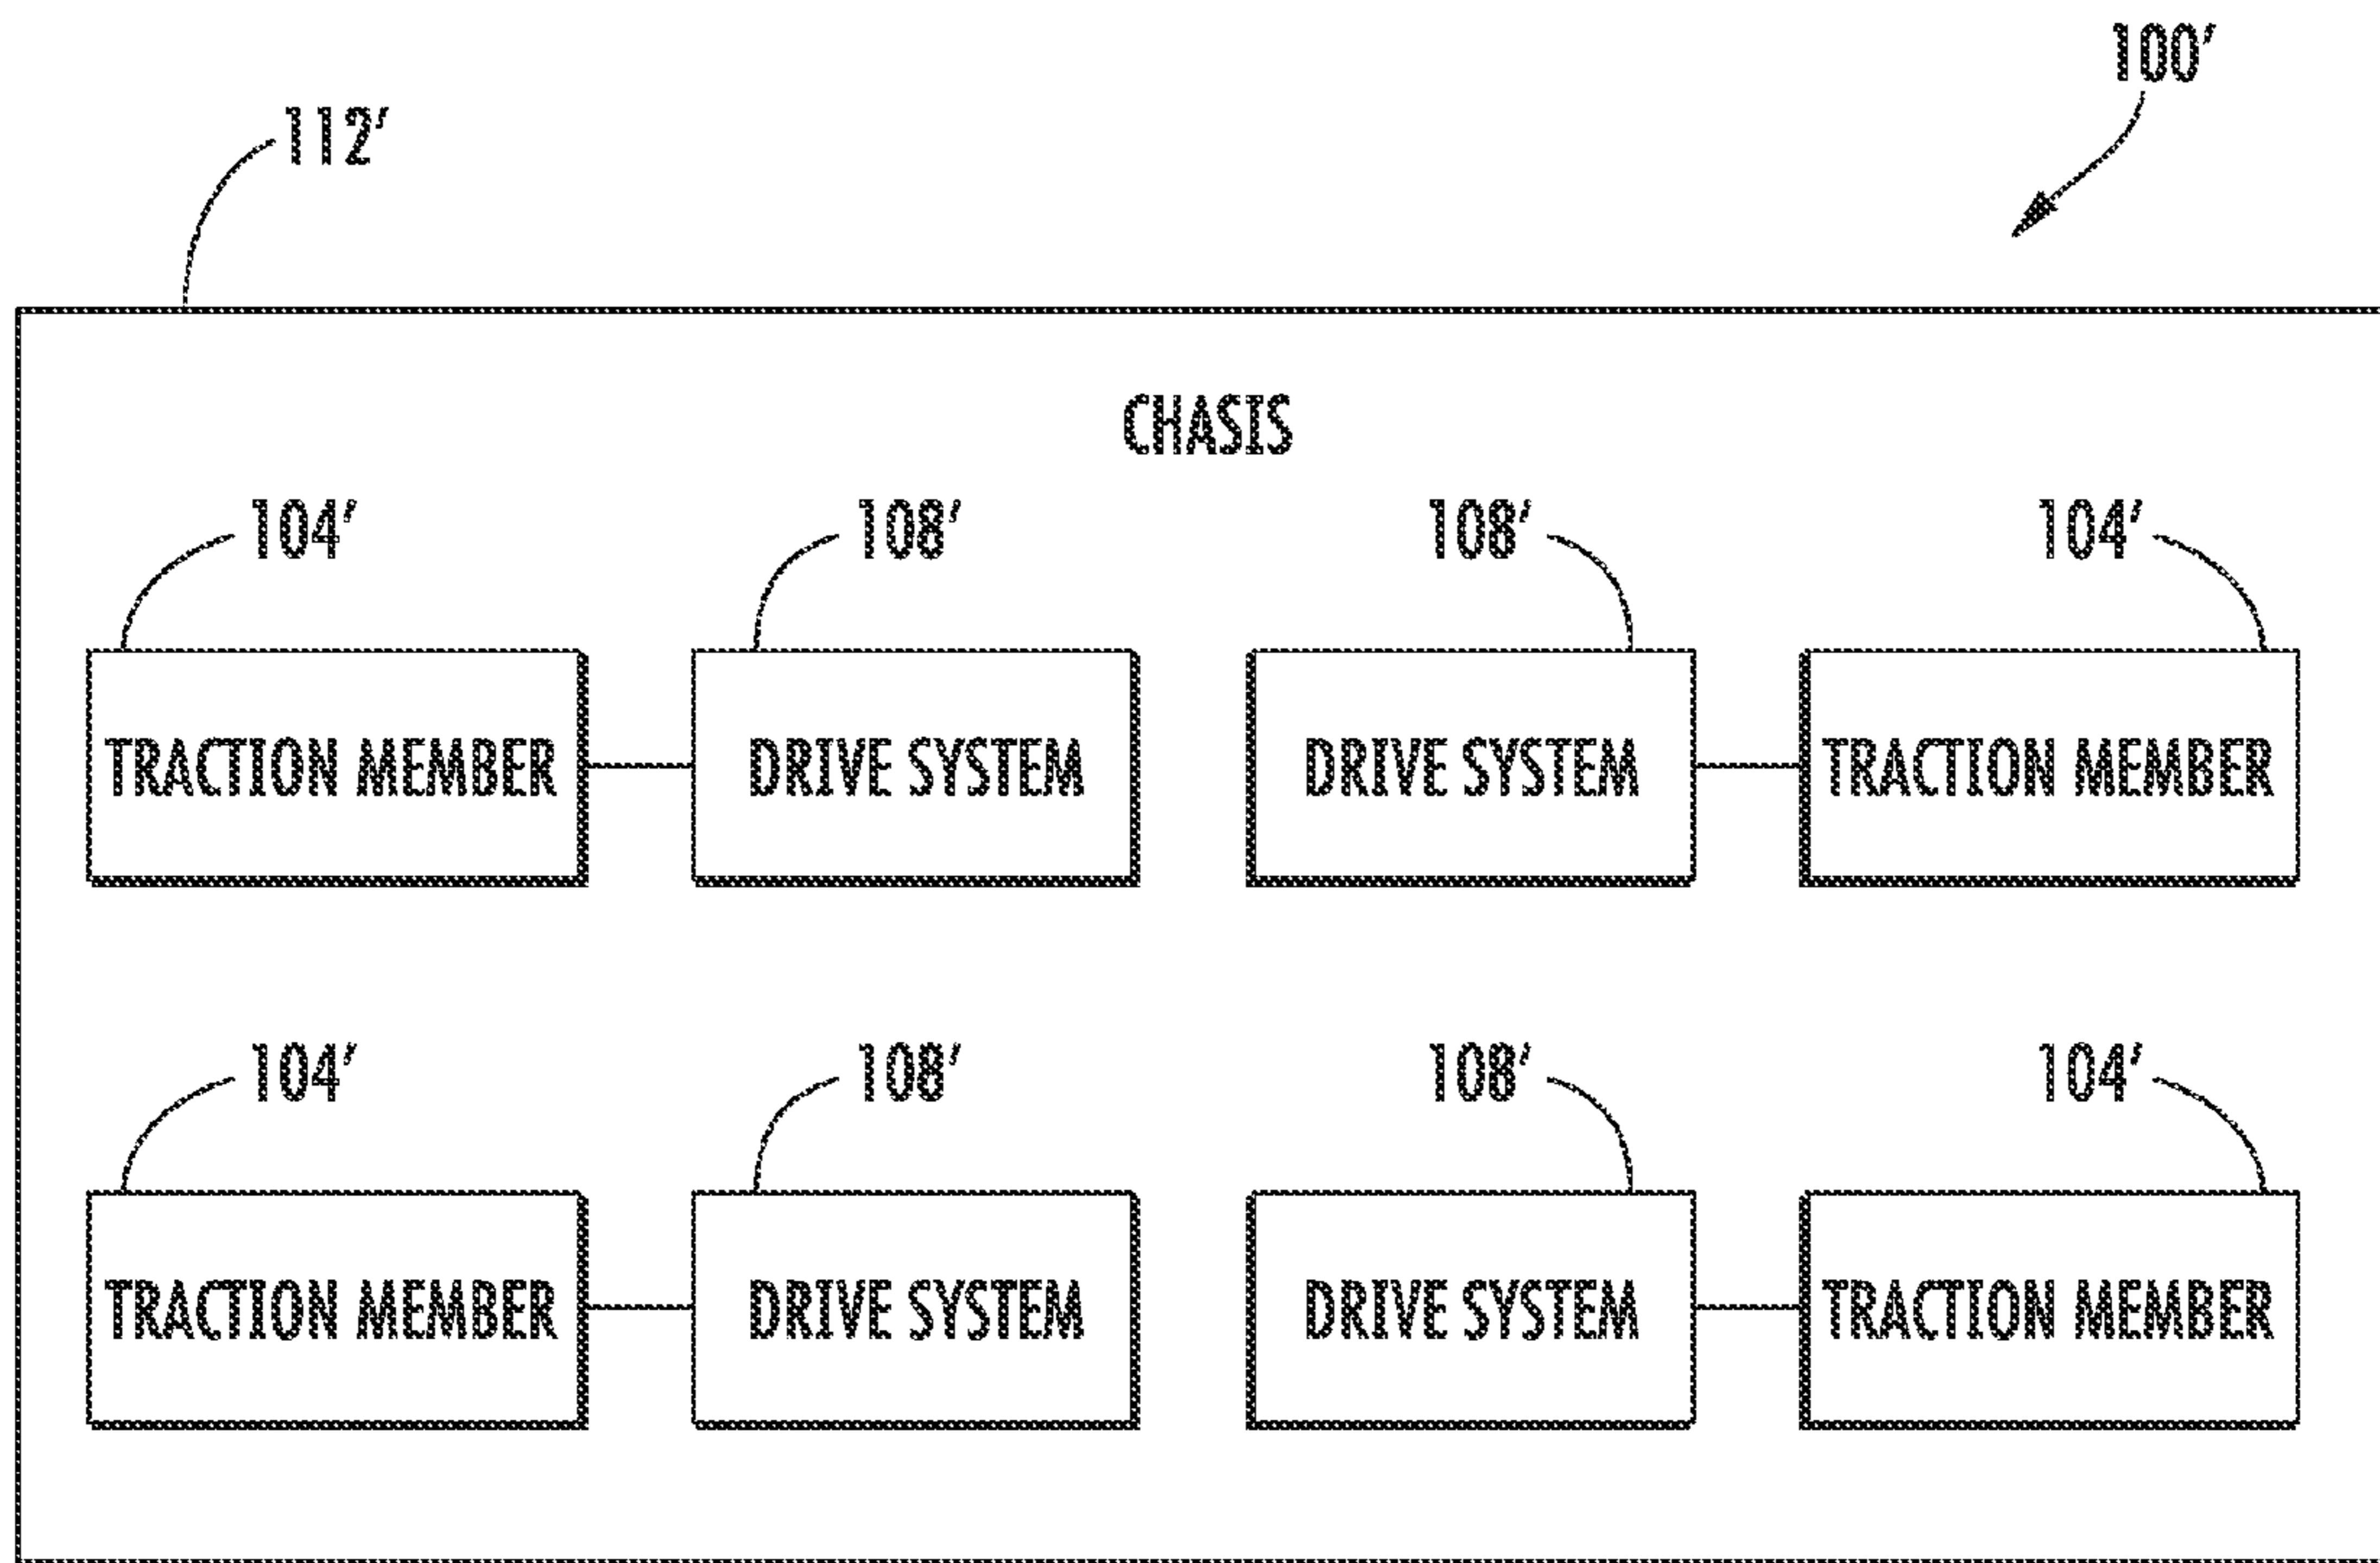 100′
112′
CHASIS
104′ 108′ 108′ 104′
TRACTION MEMBER DRIVE SYSTEM DRIVE SYSTEM TRACTION MEMBER
104′ 108′ 108′ 104′
TRACTION MEMBER DRIVE SYSTEM DRIVE SYSTEM TRACTION MEMBER